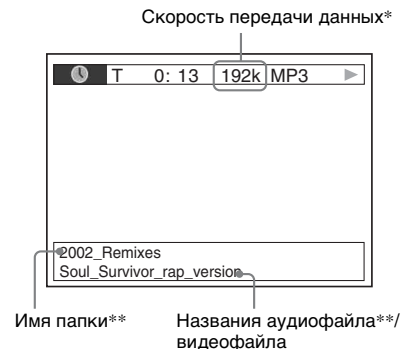 Скорость передачи данных*
T 0: 13 192k MP3
2002_Remixes
Soul_Survivor_rap_version
Имя папки**
Названия аудиофайла**/
видеофайла